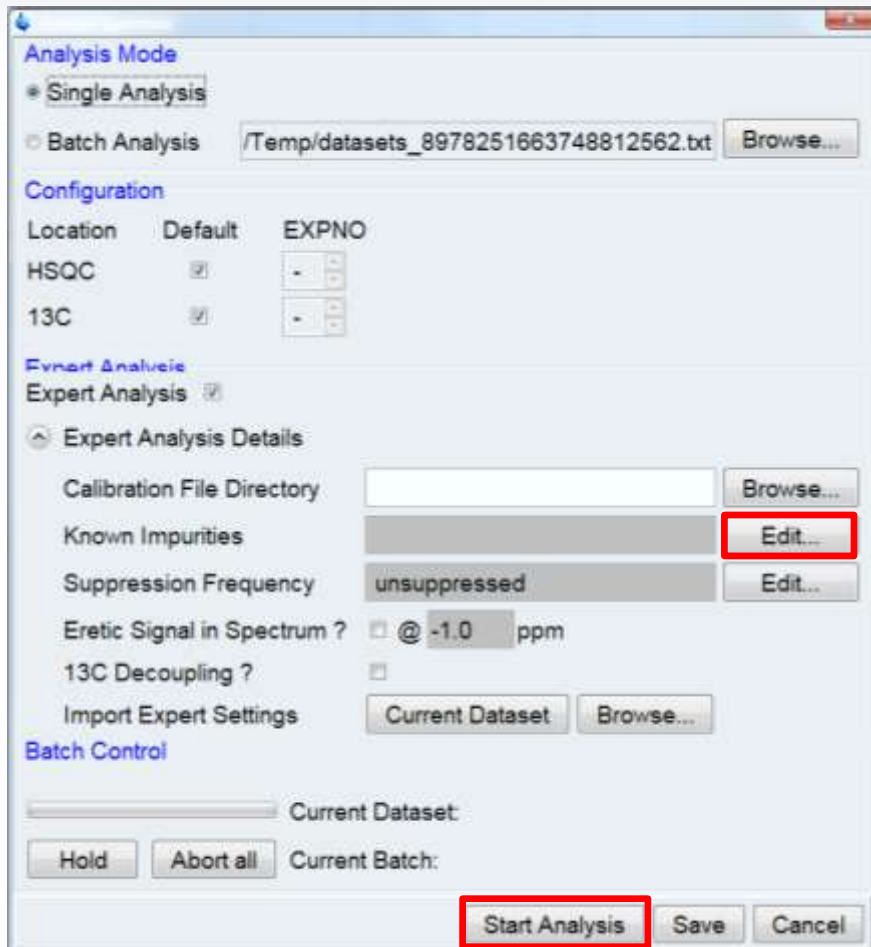 Analysis Mode
Single Analysis
Batch Analysis /Temp/datasets_8978251663748812562.txt Browse...
Configuration
Location Default EXPNO
HSQC -
13C -
Expert Analysis
Expert Analysis
Expert Analysis Details
Calibration File Directory Browse...
Known Impurities Edit...
Suppression Frequency unsuppressed Edit...
Eretic Signal in Spectrum ? @ -1.0 ppm
13C Decoupling ?
Import Expert Settings Current Dataset Browse...
Batch Control
Current Dataset:
Hold Abort all Current Batch:
Start Analysis Save Cancel